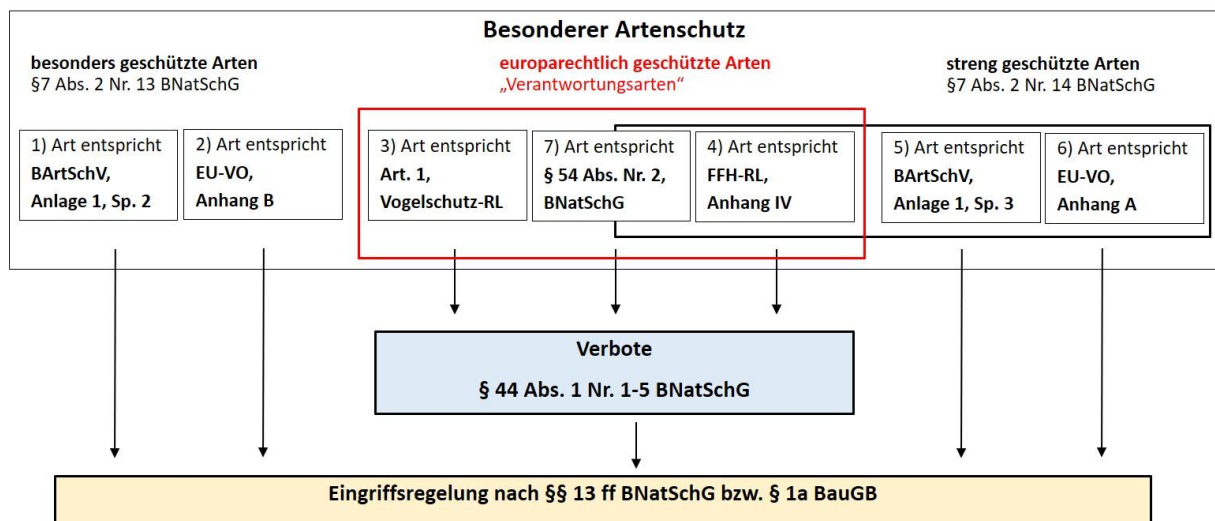 Besonderer Artenschutz
besonders geschützte Arten
§7 Abs. 2 Nr. 13 BNatSchG
europarechtlich geschützte Arten
„Verantwortungsarten“
streng geschützte Arten
§7 Abs. 2 Nr. 14 BNatSchG
1) Art entspricht
BArtSchV,
Anlage 1, Sp. 2
2) Art entspricht
EU-VO,
Anhang B
3) Art entspricht
Art. 1,
Vogelschutz-RL
7) Art entspricht
§ 54 Abs. Nr. 2,
BNatSchG
4) Art entspricht
FFH-RL,
Anhang IV
5) Art entspricht
BArtSchV,
Anlage 1, Sp. 3
6) Art entspricht
EU-VO,
Anhang A
Verbote
§ 44 Abs. 1 Nr. 1-5 BNatSchG
Eingriffsregelung nach §§ 13 ff BNatSchG bzw. § 1a BauGB